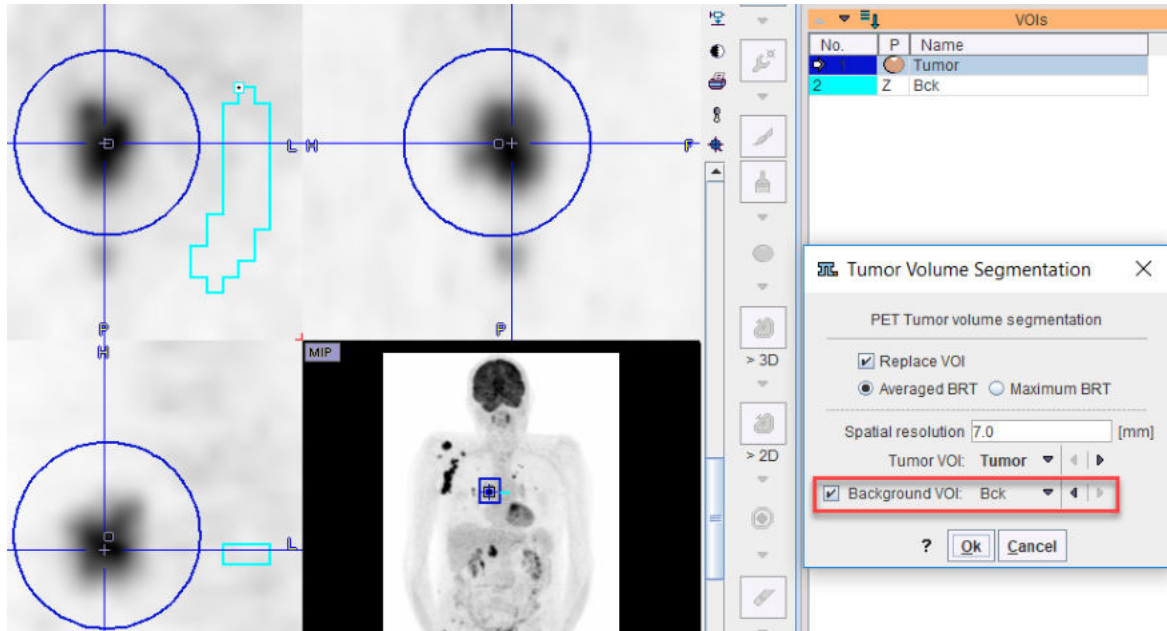 VOIs
No. P Name
1 Tumor
2 Z Bck
L H F
P P
H
MIP
L
> 3D
> 2D
Tumor Volume Segmentation
PET Tumor volume segmentation
Replace VOI
Averaged BRT Maximum BRT
Spatial resolution 7.0 [mm]
Tumor VOI: Tumor
Background VOI: Bck
? Ok Cancel